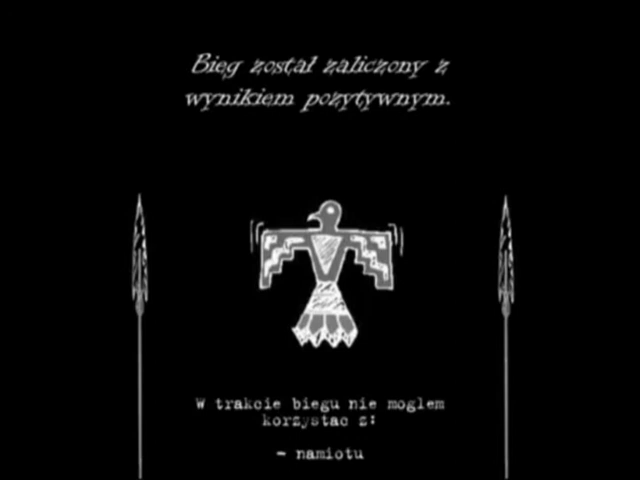 Bieg został zaliczony z
wynikiem pozytywnym.
W trakcie biegu nie moglem
korzystac z:
- namiotu